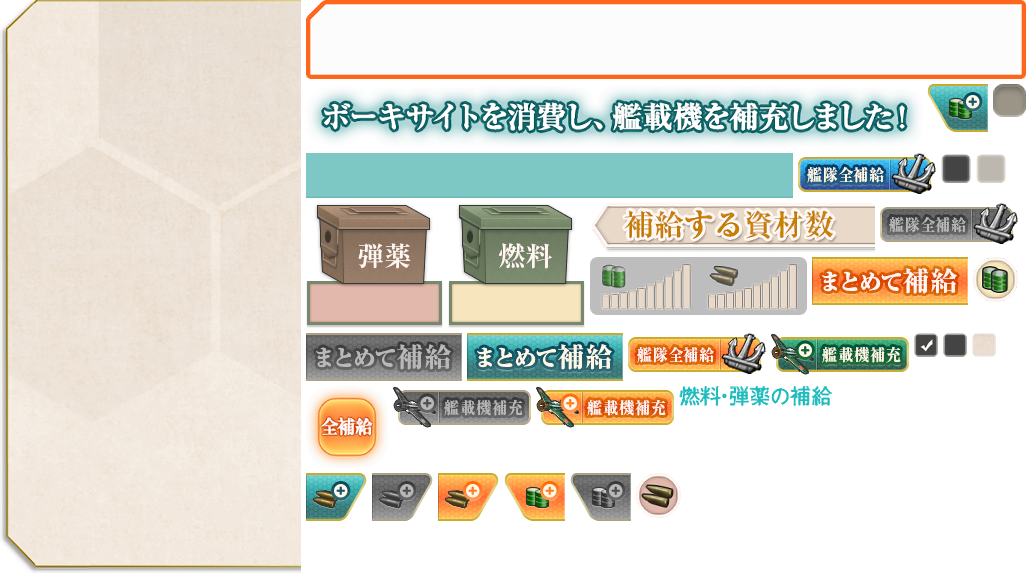 ボーキサイトを消費し、艦載機を補充しました!
艦隊全補給
弾薬
燃料
補給する資材数
艦隊全補給
まとめて補給
まとめて補給
まとめて補給
艦隊全補給
艦載機補充
全補給
艦載機補充
艦載機補充
燃料・弾薬の補給